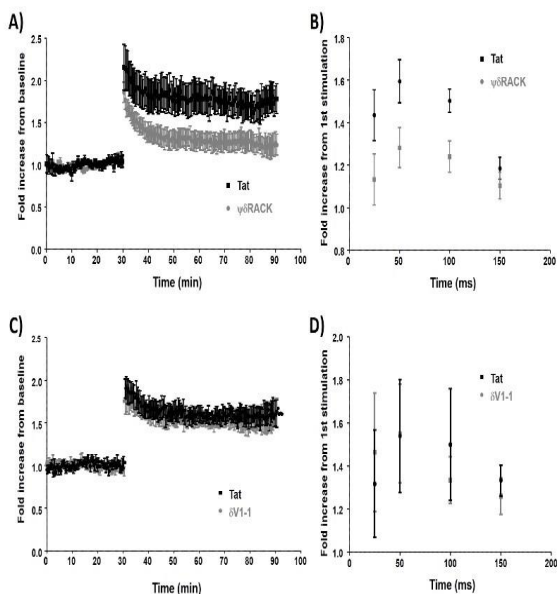 A)
Fold increase from baseline
2.5
2.0
1.5
1.0
0.5
0.0
0 10 20 30 40 50 60 70 80 90 100
Time (min)
Tat
ψδRACK
B)
Fold increase from 1st stimulation
1.8
1.6
1.4
1.2
1.0
0.8
0 50 100 150 200
Time (ms)
Tat
ψδRACK
C)
Fold increase from baseline
2.5
2.0
1.5
1.0
0.5
0.0
0 10 20 30 40 50 60 70 80 90 100
Time (min)
Tat
δV1-1
D)
Fold increase from 1st stimulation
2.0
1.8
1.6
1.4
1.2
1.0
0 50 100 150 200
Time (ms)
Tat
δV1-1